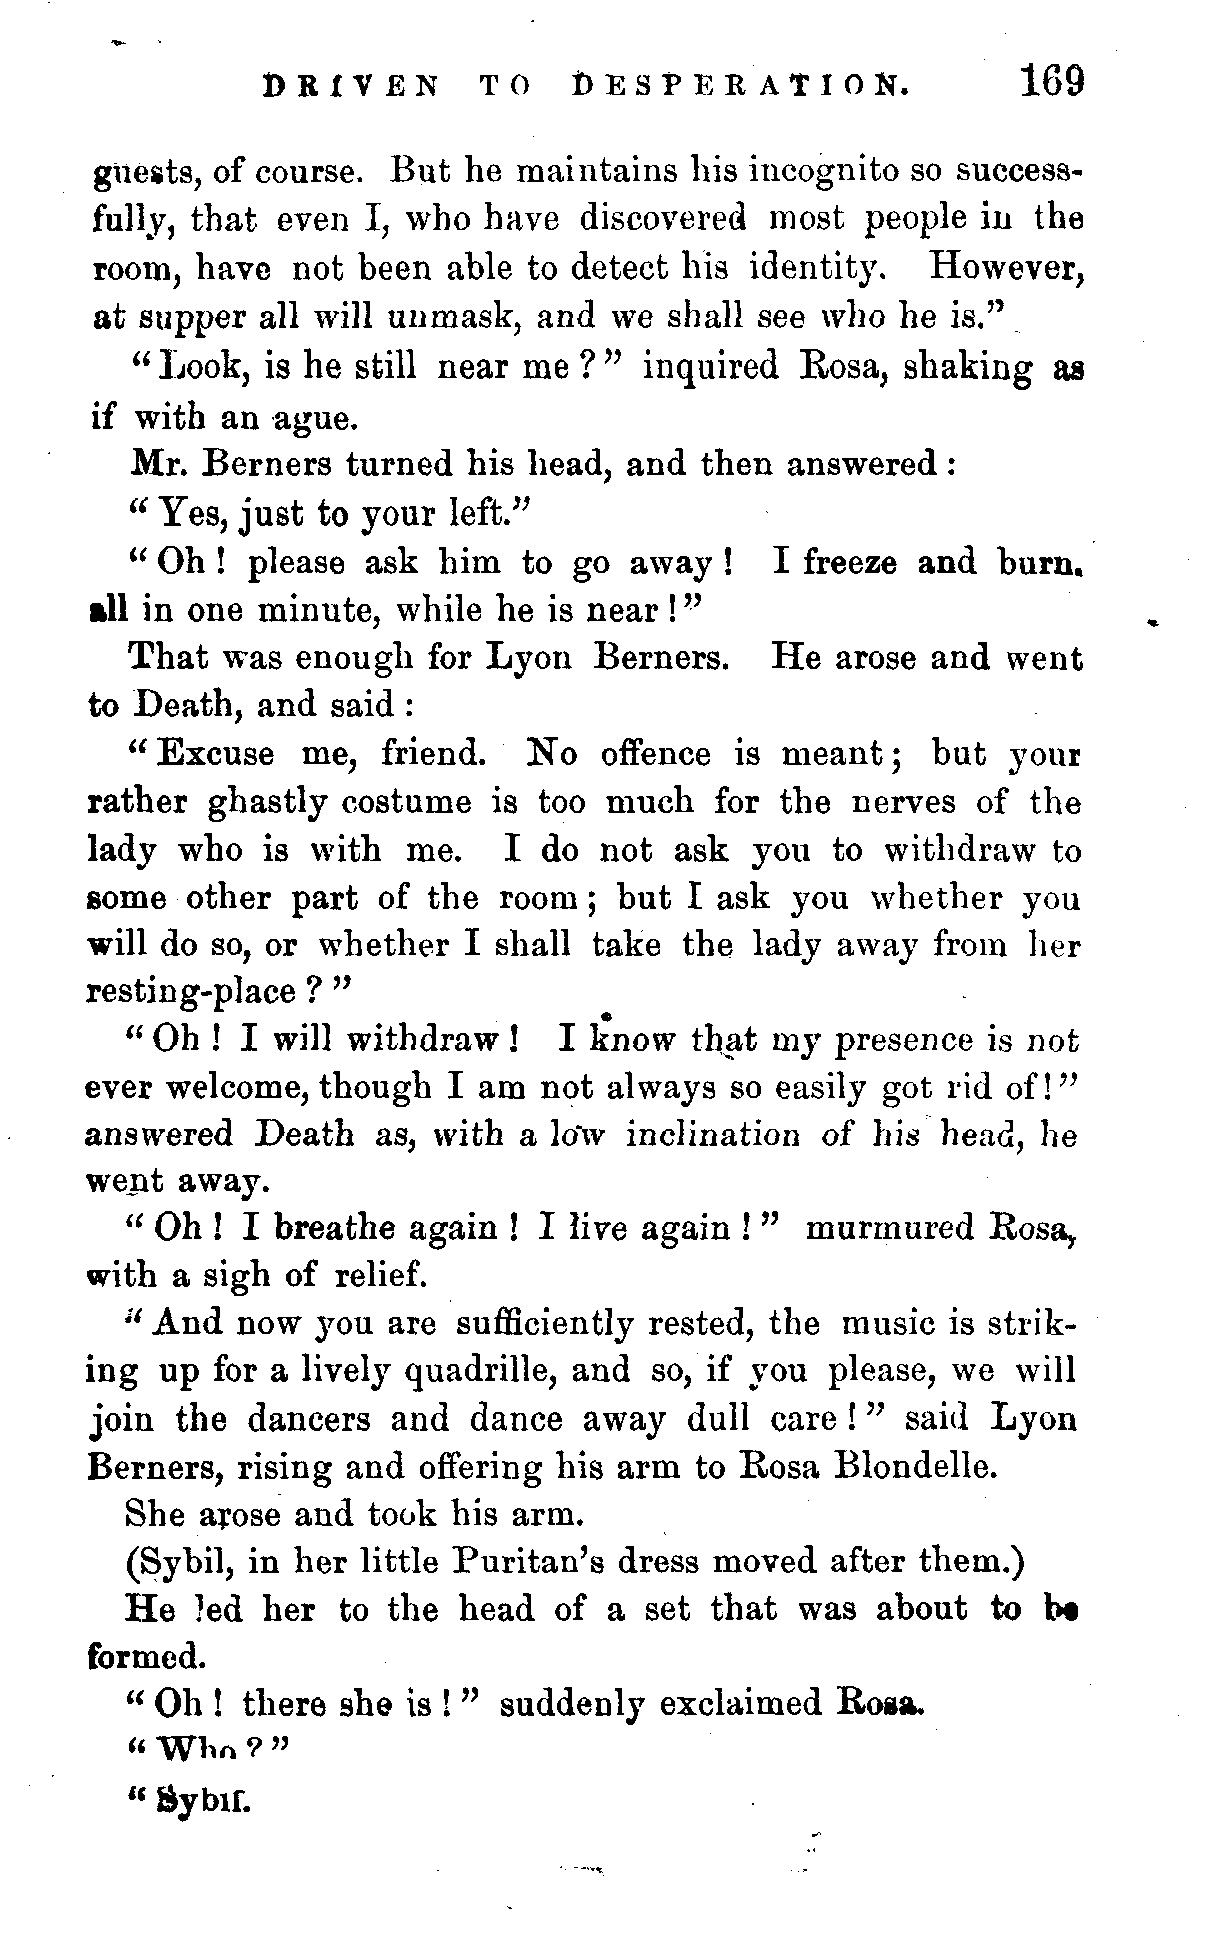 DRIVEN TO DESPERATION. 169
guests, of course. But he maintains his incognito so success-
fully, that even I, who have discovered most people in the
room, have not been able to detect his identity. However,
at supper all will unmask, and we shall see who he is."
"Look, is he still near me?" inquired Rosa, shaking as
if with an ague.
Mr. Berners turned his head, and then answered:
"Yes, just to your left."
"Oh! please ask him to go away! I freeze and burn.
all in one minute, while he is near!"
That was enough for Lyon Berners. He arose and went
to Death, and said:
"Excuse me, friend. No offence is meant; but your
rather ghastly costume is too much for the nerves of the
lady who is with me. I do not ask you to withdraw to
some other part of the room; but I ask you whether you
will do so, or whether I shall take the lady away from her
resting-place?"
"Oh! I will withdraw! I know that my presence is not
ever welcome, though I am not always so easily got rid of!"
answered Death as, with a low inclination of his head, he
went away.
"Oh! I breathe again! I live again!" murmured Rosa,
with a sigh of relief.
"And now you are sufficiently rested, the music is strik-
ing up for a lively quadrille, and so, if you please, we will
join the dancers and dance away dull care!" said Lyon
Berners, rising and offering his arm to Rosa Blondelle.
She arose and took his arm.
(Sybil, in her little Puritan's dress moved after them.)
He led her to the head of a set that was about to be
formed.
"Oh! there she is!" suddenly exclaimed Rosa.
"Who?"
"Sybil.